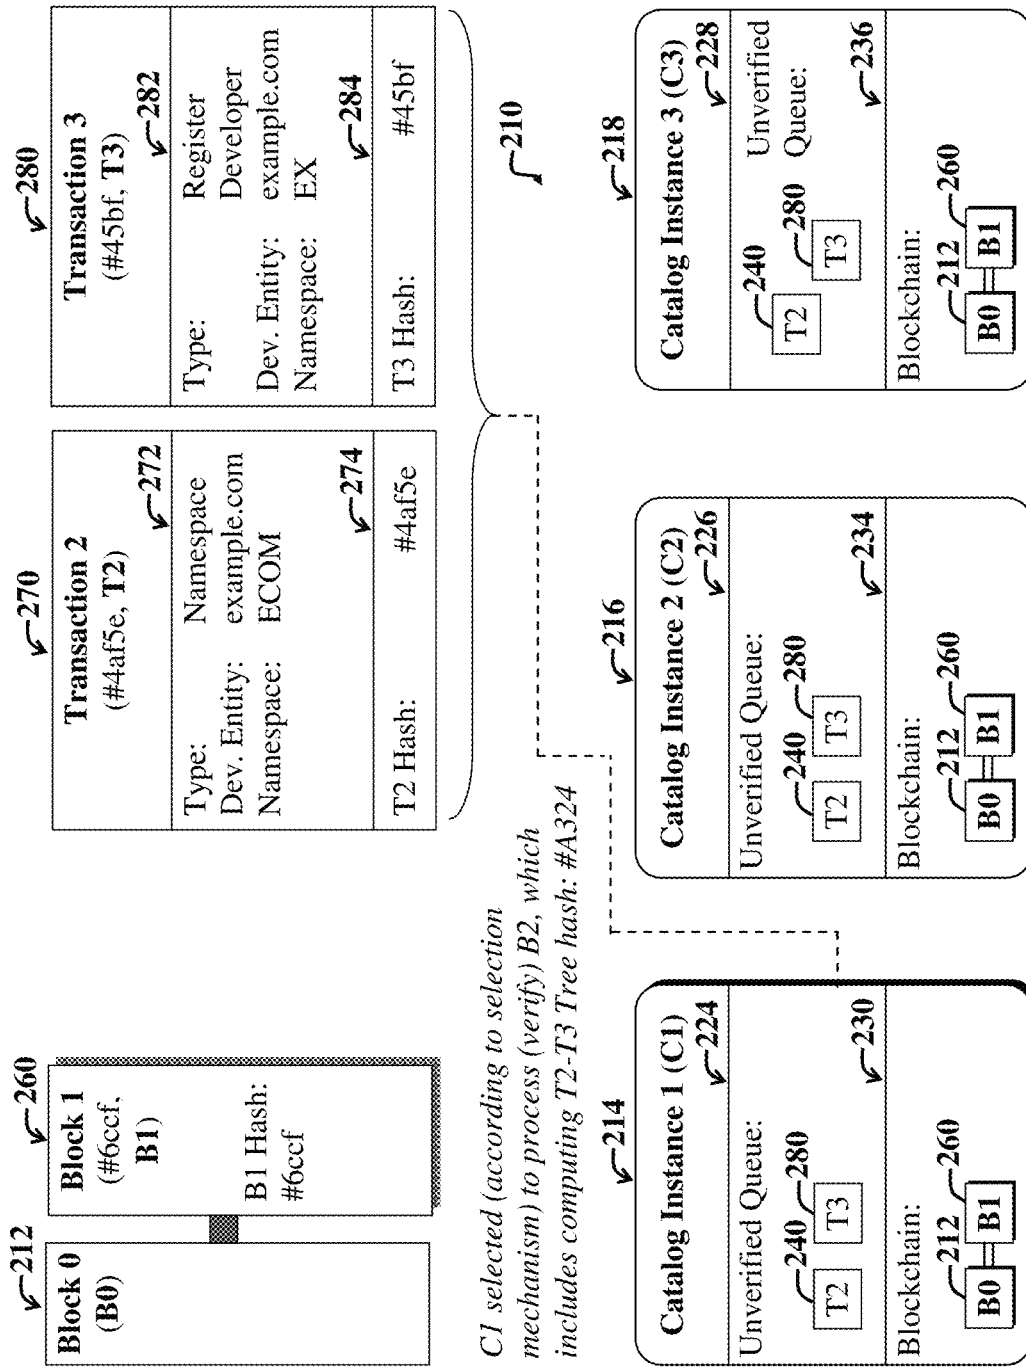 212
Block 0
(B0)
260
Block 1
(#6ccf,
B1)
B1 Hash:
#6ccf
270
Transaction 2
(#4af5e, T2)
272
Type: Namespace
Dev. Entity: example.com
Namespace: ECOM
274
T2 Hash: #4af5e
280
Transaction 3
(#45bf, T3)
282
Type: Register
Developer
Dev. Entity: example.com
Namespace: EX
284
T3 Hash: #45bf
C1 selected (according to selection
mechanism) to process (verify) B2, which
includes computing T2-T3 Tree hash: #A324
210
214
Catalog Instance 1 (C1)
224
Unverified Queue:
240 280
T2 T3
230
Blockchain:
212 260
B0 B1
216
Catalog Instance 2 (C2)
226
Unverified Queue:
240 280
T2 T3
234
Blockchain:
212 260
B0 B1
218
Catalog Instance 3 (C3)
228
Unverified
Queue:
240
T2
280
T3
236
Blockchain:
212 260
B0 B1